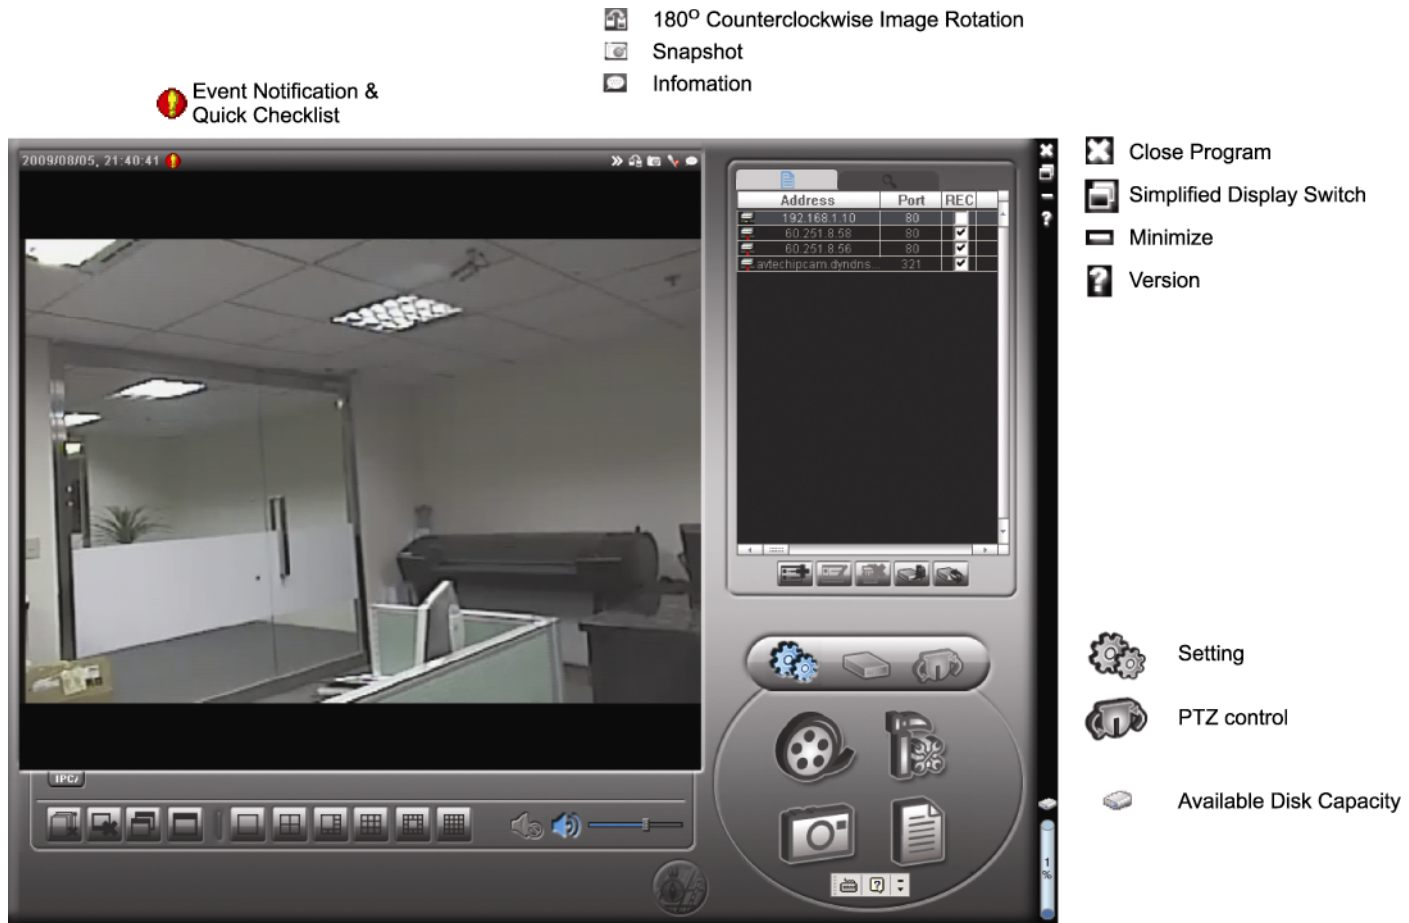 180° Counterclockwise Image Rotation
Snapshot
Infomation
Event Notification &
Quick Checklist
2009/08/05, 21:40:41
Address Port REC
192.168.1.10 80
60.251.8.58 80
60.251.8.56 80
avtechipcam.dyndns... 321
Close Program
Simplified Display Switch
Minimize
Version
Setting
PTZ control
Available Disk Capacity
IPC/
1
%